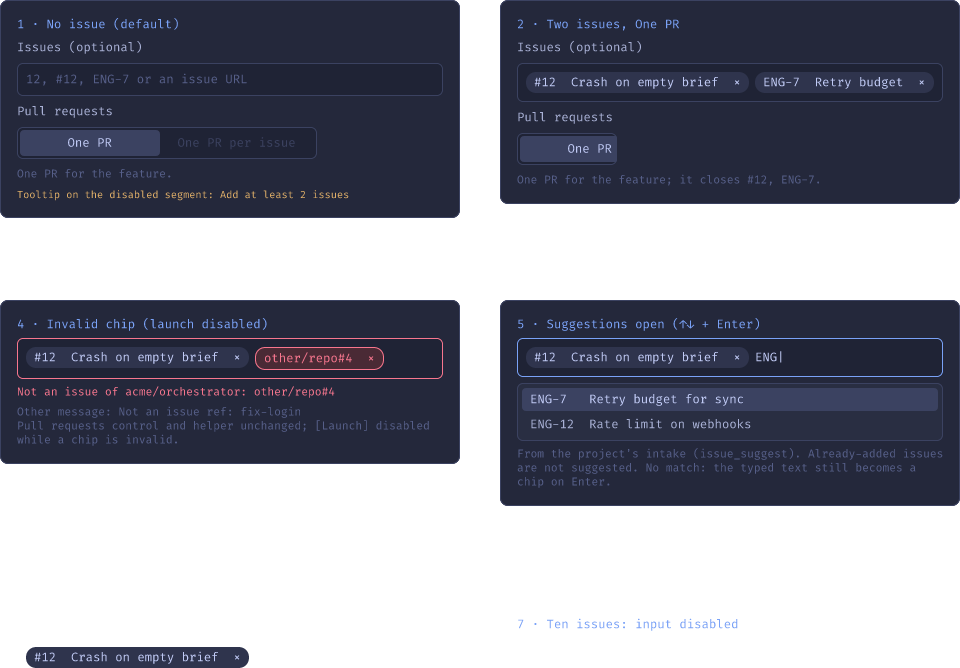 1 · No issue (default)
Issues (optional)
12, #12, ENG-7 or an issue URL
Pull requests
One PR
One PR per issue
One PR for the feature.
Tooltip on the disabled segment: Add at least 2 issues
2 · Two issues, One PR
Issues (optional)
#12 Crash on empty brief ×
ENG-7 Retry budget ×
Pull requests
One PR
One PR for the feature; it closes #12, ENG-7.
4 · Invalid chip (launch disabled)
#12 Crash on empty brief ×
other/repo#4 ×
Not an issue of acme/orchestrator: other/repo#4
Other message: Not an issue ref: fix-login
Pull requests control and helper unchanged; [Launch] disabled
while a chip is invalid.
5 · Suggestions open (↑↓ + Enter)
#12 Crash on empty brief ×
ENG|
ENG-7 Retry budget for sync
ENG-12 Rate limit on webhooks
From the project's intake (issue_suggest). Already-added issues
are not suggested. No match: the typed text still becomes a
chip on Enter.
7 · Ten issues: input disabled
#12 Crash on empty brief ×